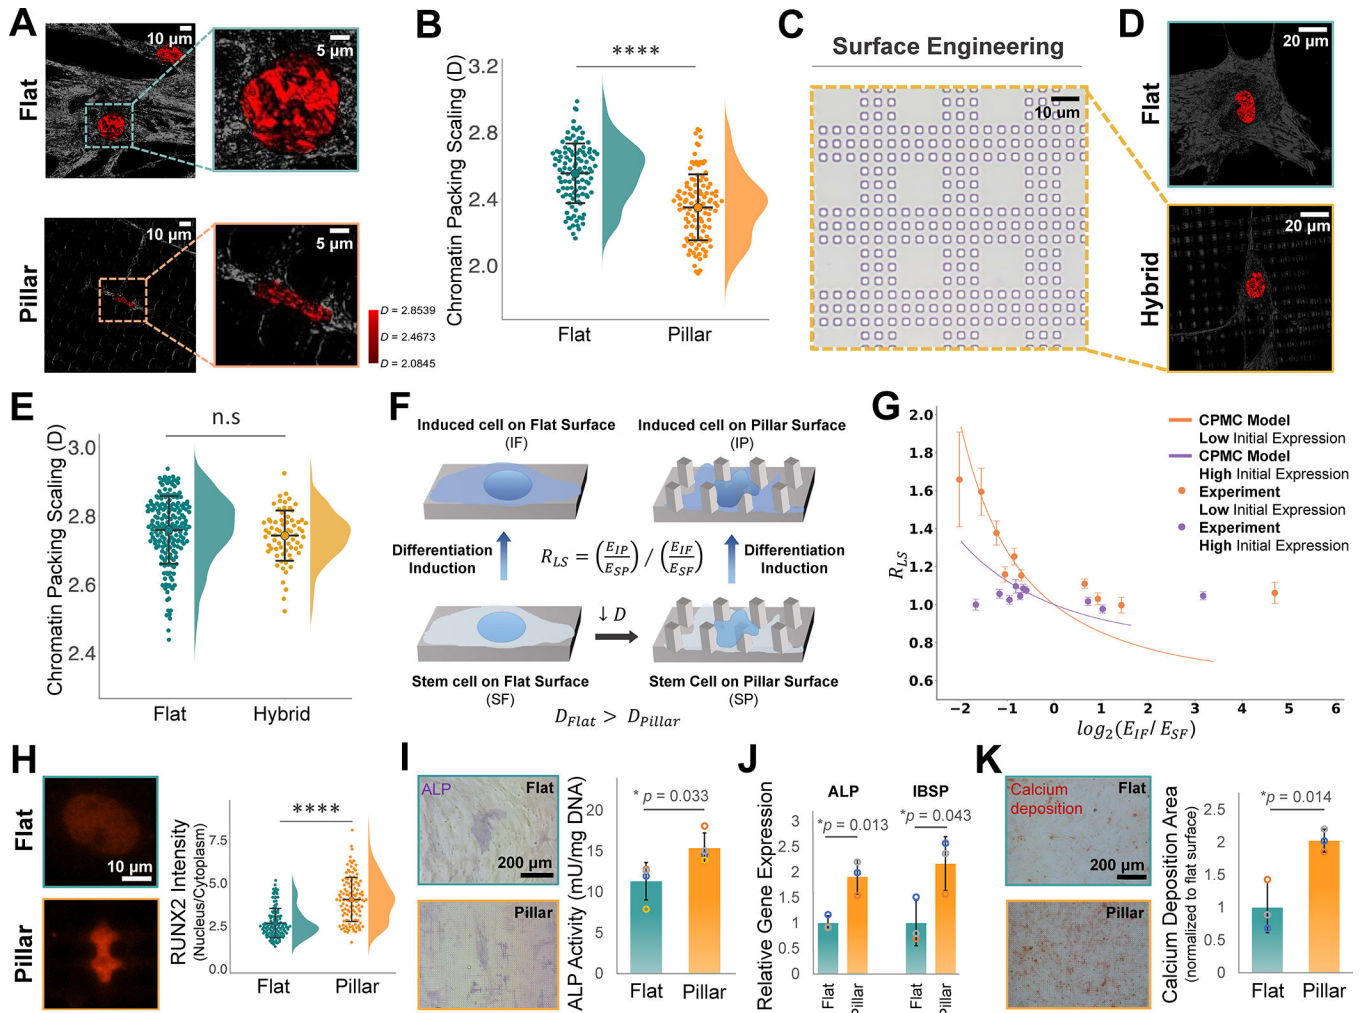 A
Flat
10 µm
5 µm
Pillar
10 µm
5 µm
D = 2.8539
D = 2.4673
D = 2.0845
B
****
Chromatin Packing Scaling (D)
3.2
2.8
2.4
2.0
Flat
Pillar
C
Surface Engineering
10 µm
D
Flat
20 µm
Hybrid
20 µm
E
n.s
Chromatin Packing Scaling (D)
3.0
2.8
2.6
2.4
Flat
Hybrid
F
Induced cell on Flat Surface
(IF)
Induced cell on Pillar Surface
(IP)
Differentiation
Induction
R_LS = (E_IP/E_SP) / (E_IF/E_SF)
Differentiation
Induction
↓ D
Stem cell on Flat Surface
(SF)
Stem Cell on Pillar Surface
(SP)
D_Flat > D_Pillar
G
R_LS
2.0
1.8
1.6
1.4
1.2
1.0
0.8
0.6
−2 −1 0 1 2 3 4 5 6 7
log₂(E_IF/E_SF)
CPMC Model
Low Initial Expression
CPMC Model
High Initial Expression
Experiment
Low Initial Expression
Experiment
High Initial Expression
H
Flat
10 µm
Pillar
RUNX2 Intensity
(Nucleus/Cytoplasm)
****
8.0
5.0
2.5
0.0
Flat
Pillar
I
ALP
Flat
200 µm
Pillar
ALP Activity (mU/mg DNA)
* p = 0.033
20
15
10
5
0
Flat
Pillar
J
Relative Gene Expression
ALP
IBSP
*p = 0.013
*p = 0.043
3
2.5
2
1.5
1
0.5
0
Flat
Pillar
Flat
Pillar
K
Calcium
deposition
Flat
200 µm
Pillar
Calcium Deposition Area
(normalized to flat surface)
*p = 0.014
2.5
2
1.5
1
0.5
0
Flat
Pillar